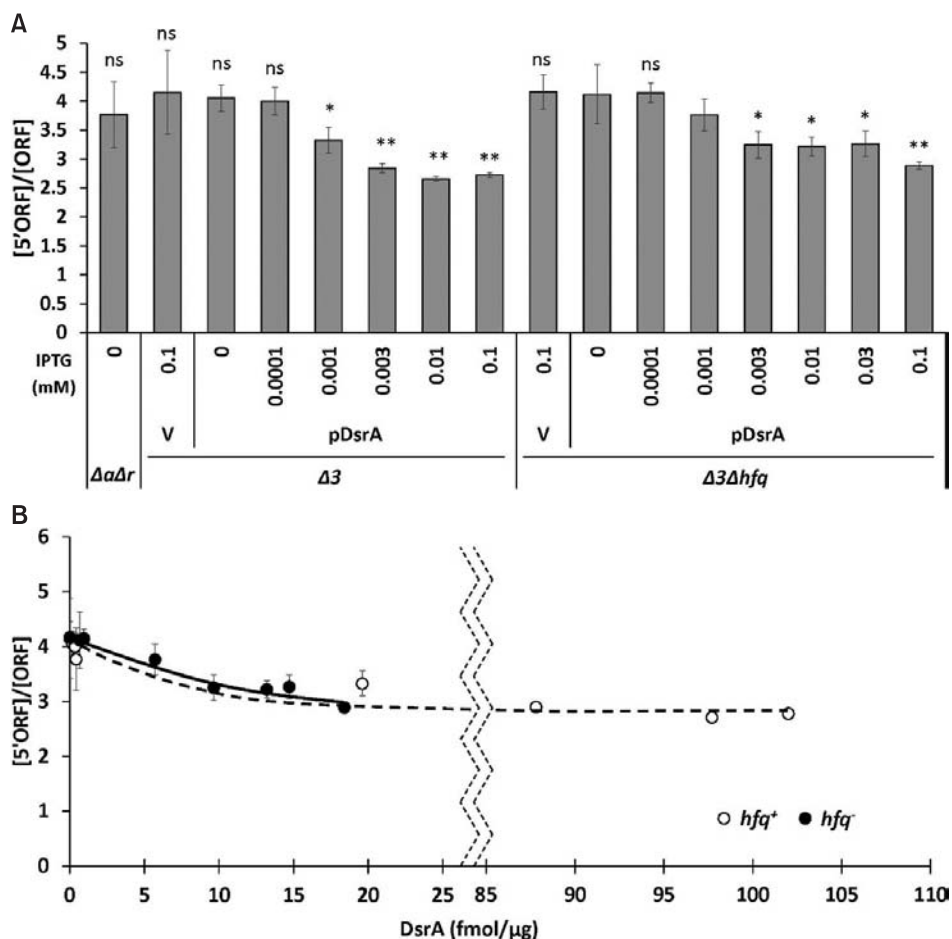 A
[5'ORF]/[ORF]
5
4.5
4
3.5
3
2.5
2
1.5
1
0.5
0
ns ns ns ns * ** ** ** ns ns * * * **
IPTG (mM)
0 0.1 0 0.0001 0.001 0.003 0.01 0.1 0.1 0 0.0001 0.001 0.003 0.01 0.03 0.1
V pDsrA V pDsrA
ΔaΔr Δ3 Δ3Δhfq
B
[5'ORF]/[ORF]
6
5
4
3
2
1
0
hfq⁺ hfq⁻
0 5 10 15 20 25 85 90 95 100 105 110
DsrA (fmol/µg)